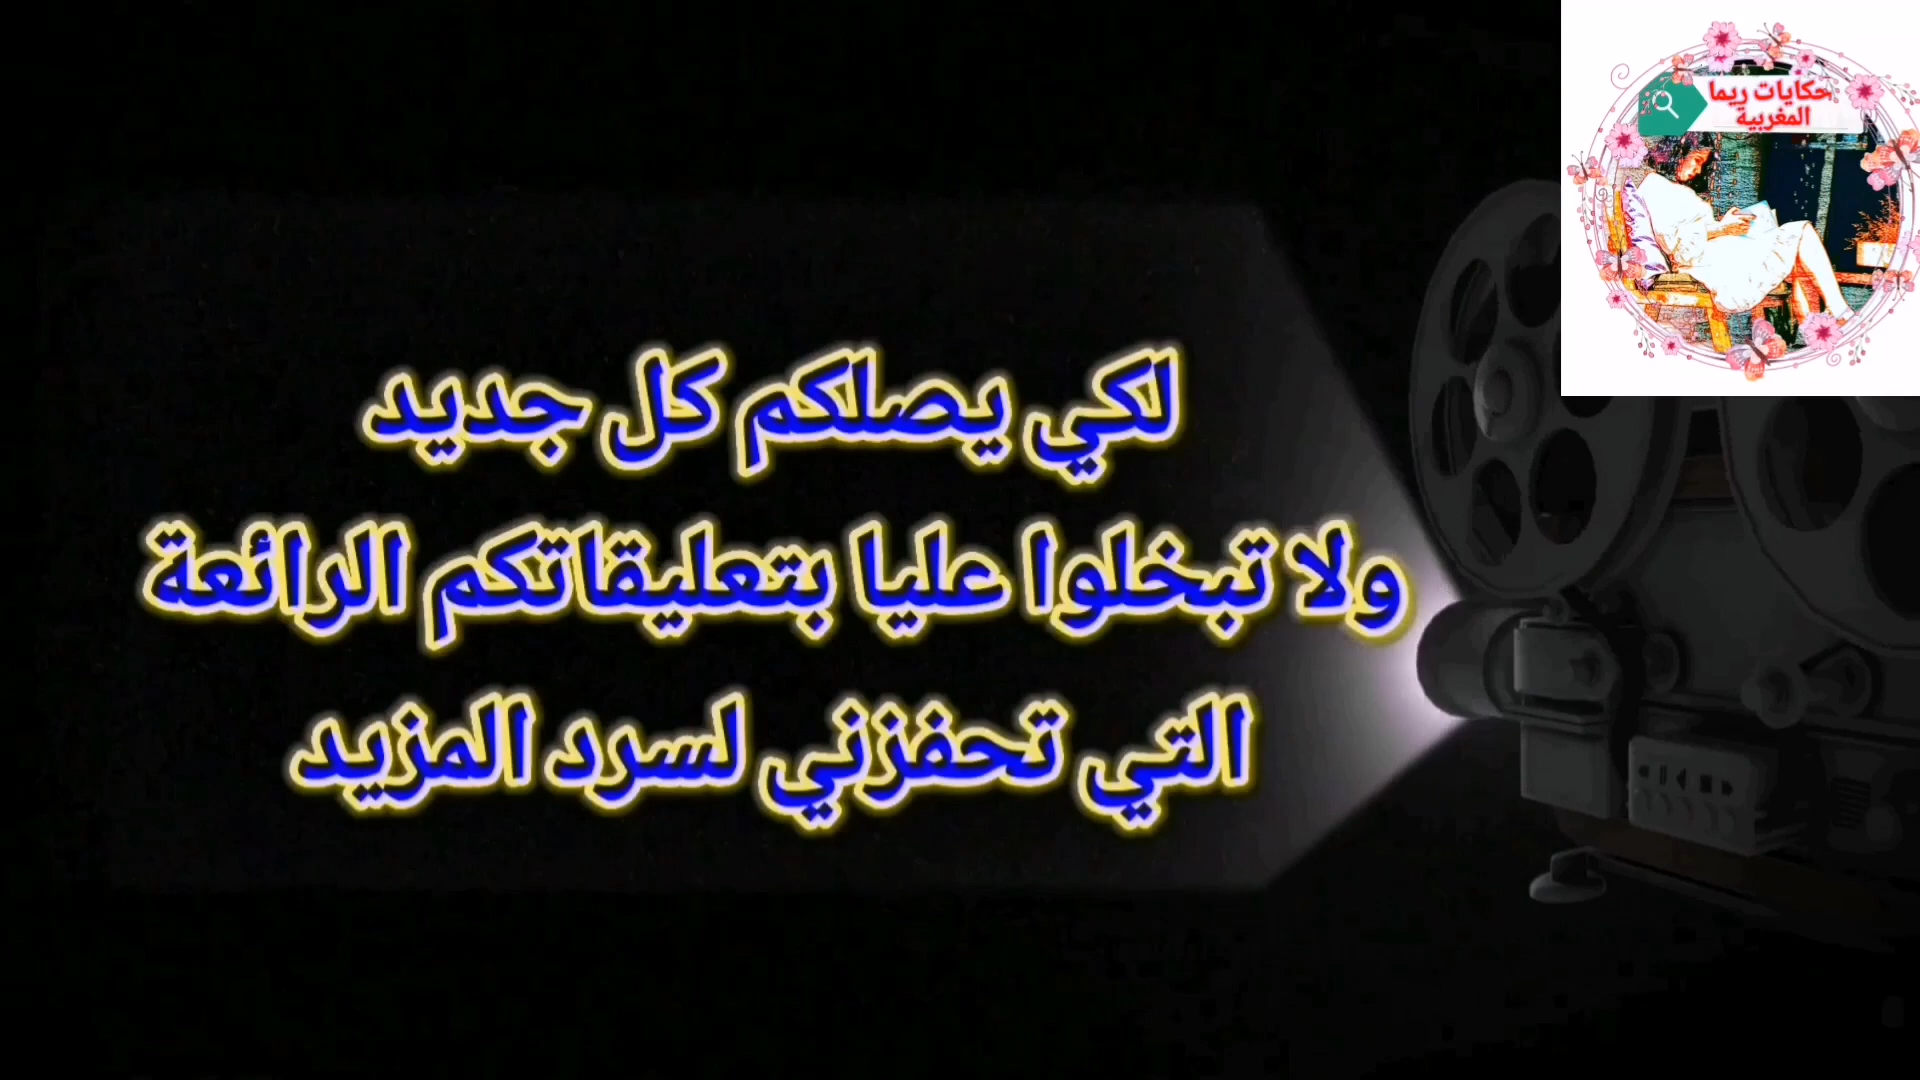 حكايات ريما
المغربية
لكي يصلكم كل جديد
ولا تبخلوا عليا بتعليقاتكم الرائعة
التي تحفزني لسرد المزيد